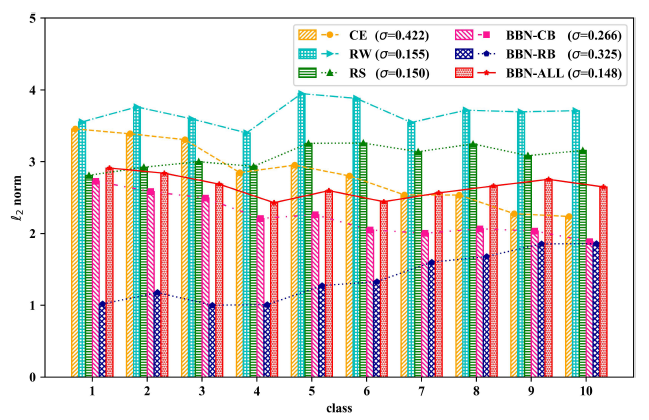 5
4
3
2
1
0
ℓ2 norm
CE (σ=0.422)
RW (σ=0.155)
RS (σ=0.150)
BBN-CB (σ=0.266)
BBN-RB (σ=0.325)
BBN-ALL (σ=0.148)
1 2 3 4 5 6 7 8 9 10
class